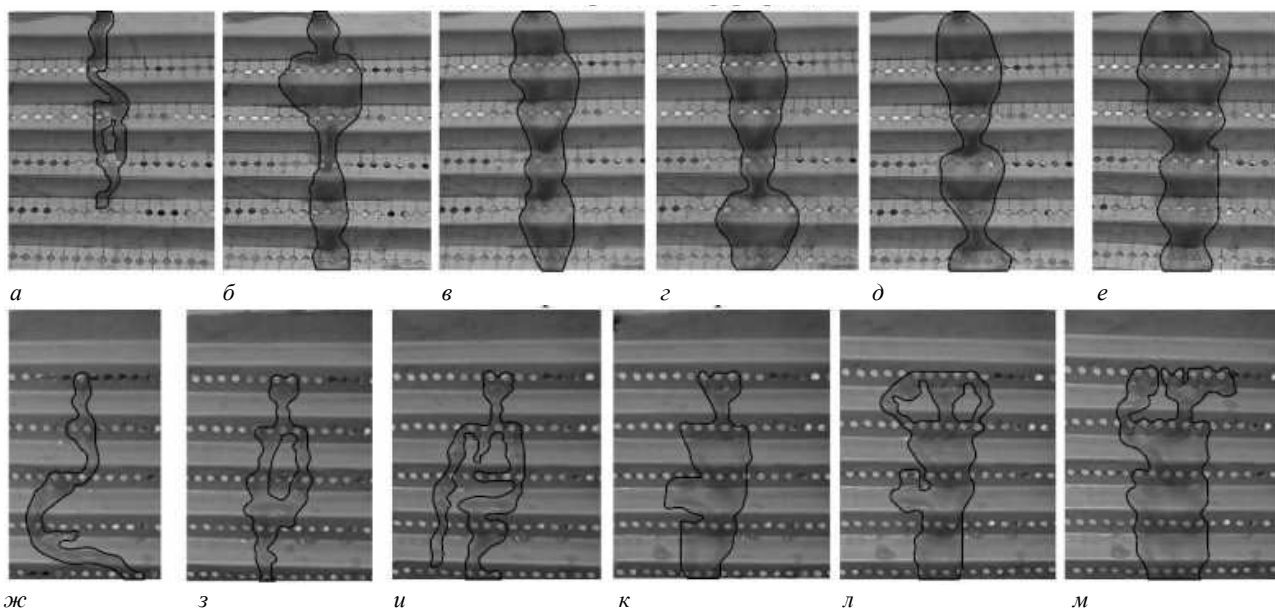 а б в г д е
ж з и к л м